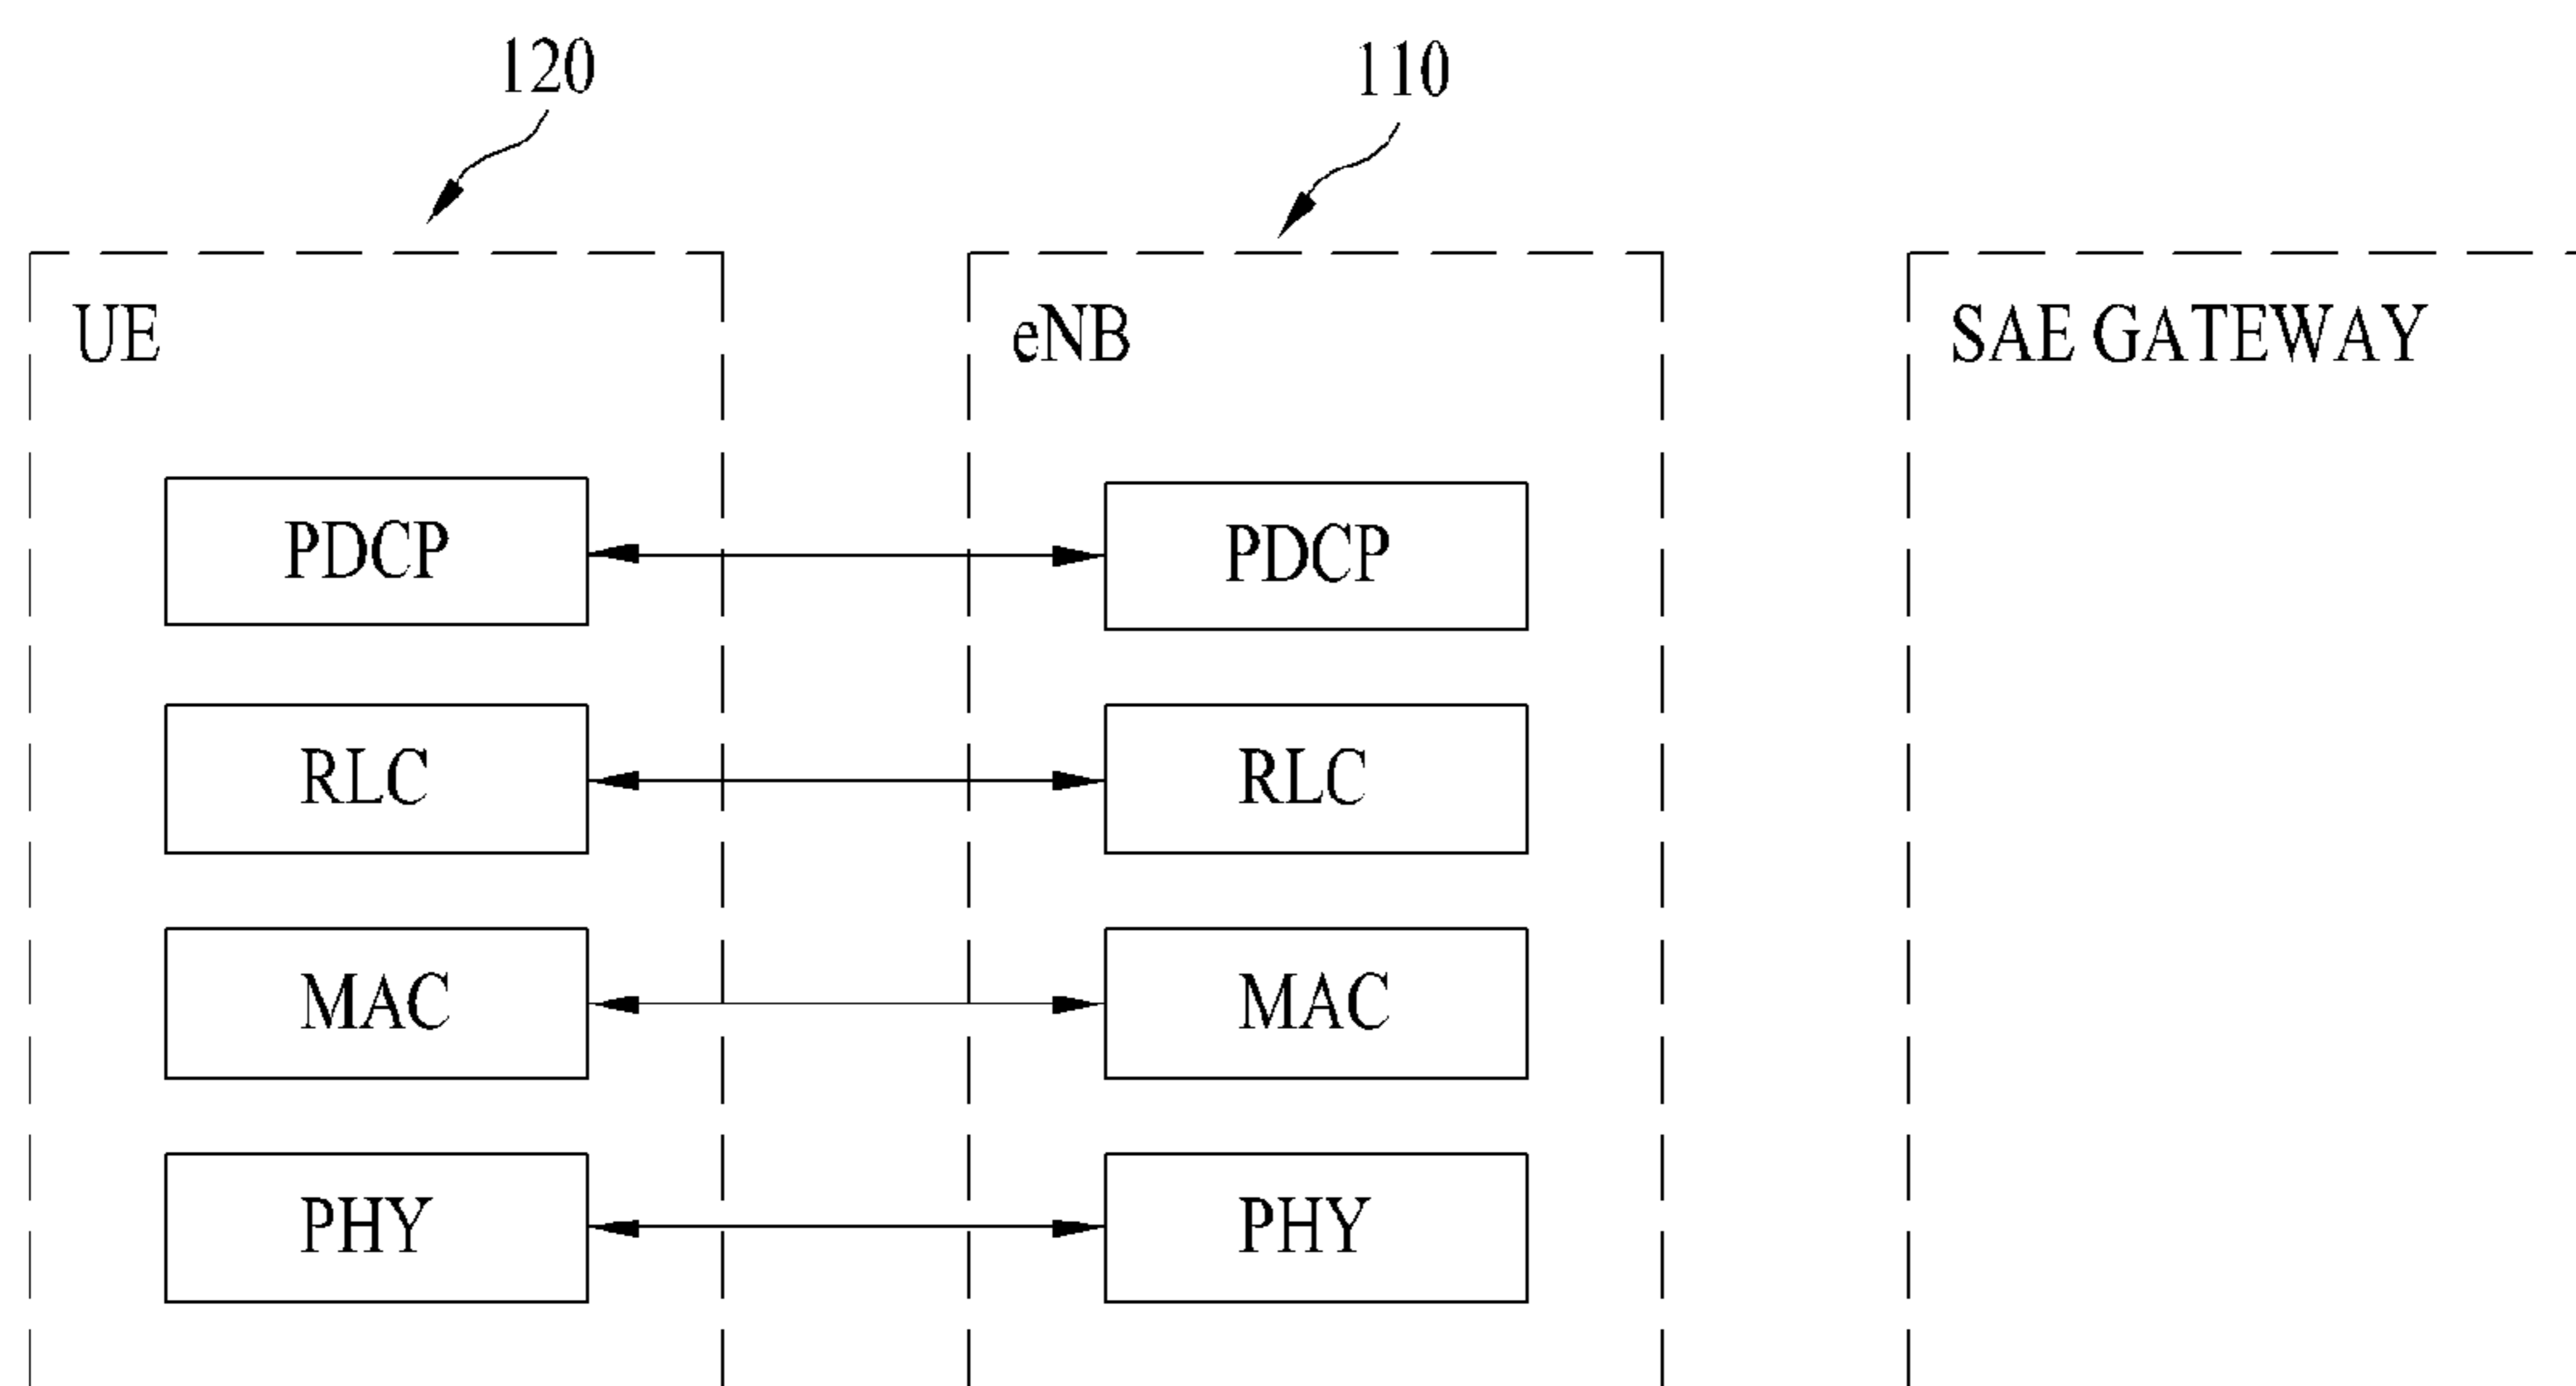 120
110
UE
eNB
SAE GATEWAY
PDCP
PDCP
RLC
RLC
MAC
MAC
PHY
PHY